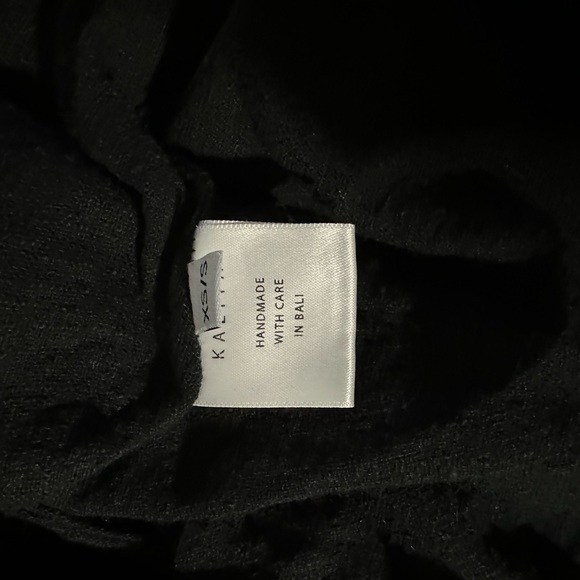 XS/S
HANDMADE
WITH CARE
IN BALI